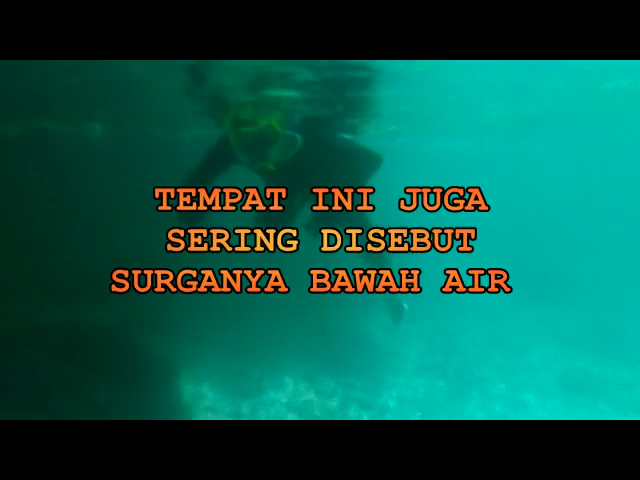 TEMPAT INI JUGA
SERING DISEBUT
SURGANYA BAWAH AIR